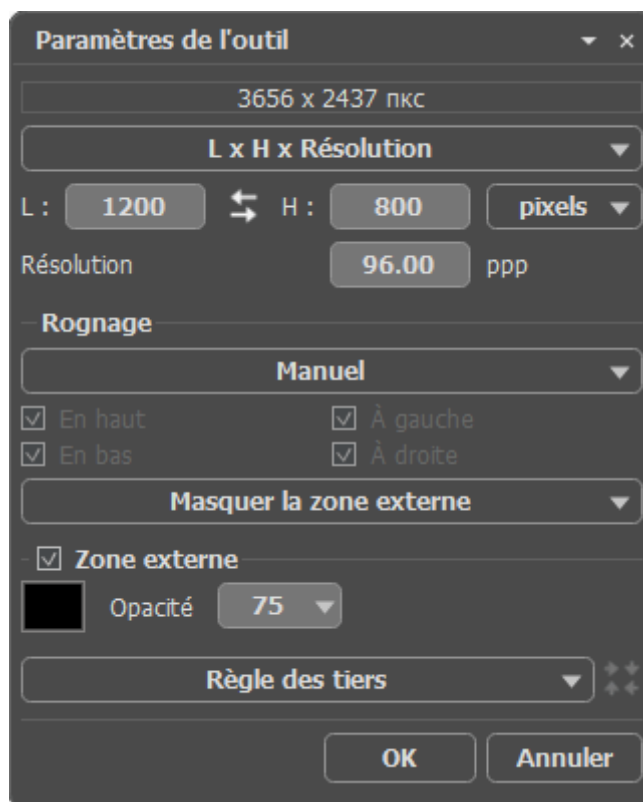 Paramètres de l'outil
3656 x 2437 пкс
L x H x Résolution
L : 1200 H : 800 pixels
Résolution 96.00 ppp
Rognage
Manuel
En haut À gauche
En bas À droite
Masquer la zone externe
Zone externe
Opacité 75
Règle des tiers
OK Annuler